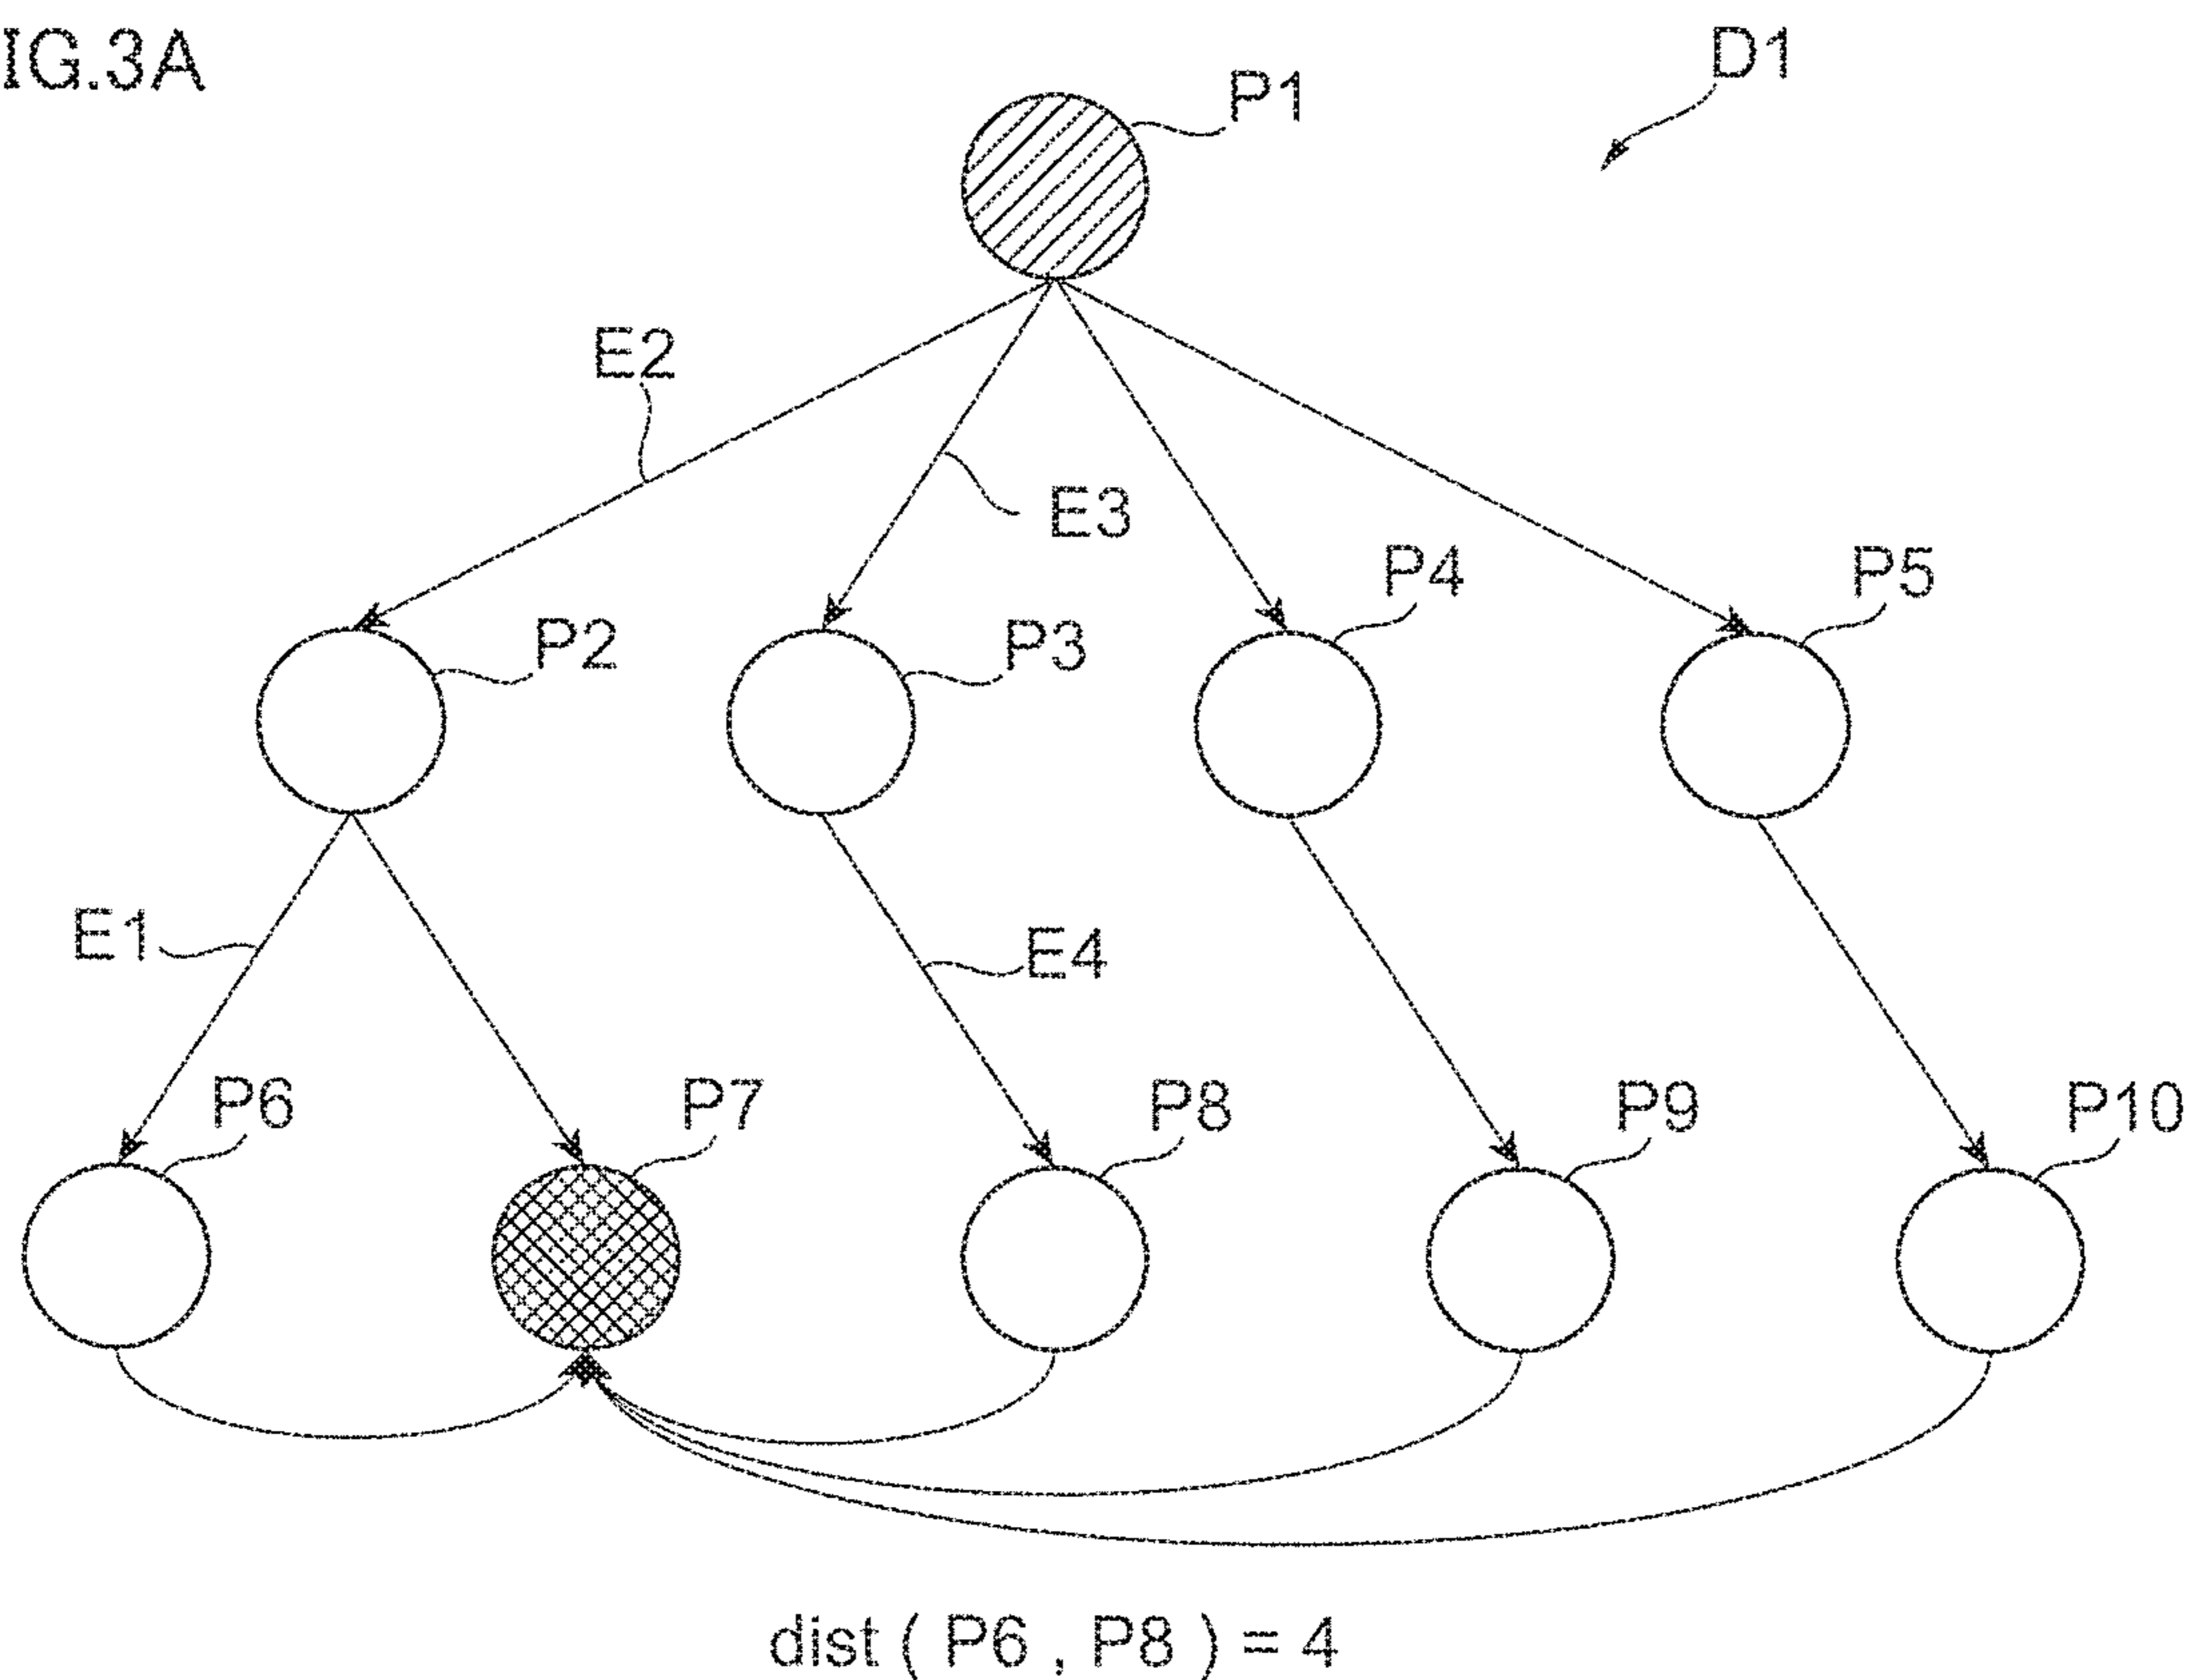 IG.3A
D1
P1
E2
E3
P4
P5
P2
P3
E1
E4
P6
P7
P8
P9
P10
dist ( P6 , P8 ) = 4